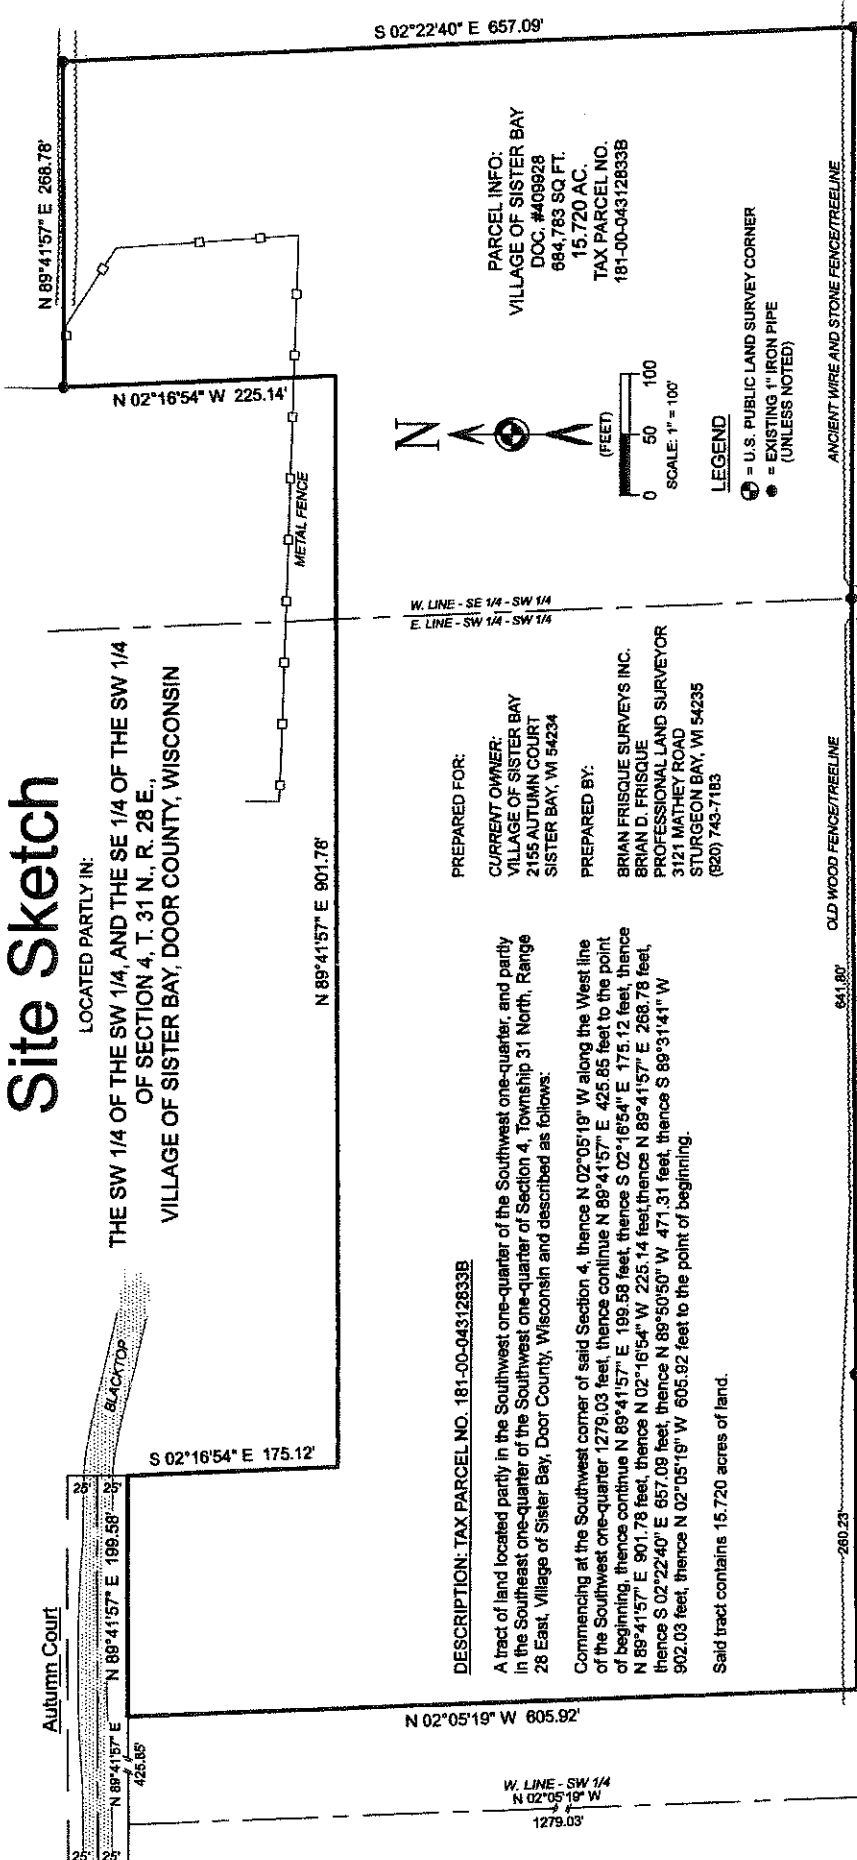 Site Sketch
LOCATED PARTLY IN:
THE SW 1/4 OF THE SW 1/4, AND THE SE 1/4 OF THE SW 1/4
OF SECTION 4, T. 31 N., R. 28 E.,
VILLAGE OF SISTER BAY, DOOR COUNTY, WISCONSIN
Autumn Court
BLACKTOP
25'
25'
25'
25'
N 89°41'57" E
425.85'
N 89°41'57" E 199.58'
S 02°16'54" E 175.12'
N 89°41'57" E 901.78'
N 02°16'54" W 225.14'
N 89°41'57" E 268.78'
S 02°22'40" E 657.09'
METAL FENCE
W. LINE - SE 1/4 - SW 1/4
E. LINE - SW 1/4 - SW 1/4
N 02°05'19" W 605.92'
W. LINE - SW 1/4
N 02°05'19" W
1279.03'
DESCRIPTION: TAX PARCEL NO. 181-00-04312833B
A tract of land located partly in the Southwest one-quarter of the Southwest one-quarter, and partly
in the Southeast one-quarter of the Southwest one-quarter of Section 4, Township 31 North, Range
28 East, Village of Sister Bay, Door County, Wisconsin and described as follows:
Commencing at the Southwest corner of said Section 4, thence N 02°05'19" W along the West line
of the Southwest one-quarter 1279.03 feet, thence continue N 89°41'57" E 425.85 feet to the point
of beginning, thence continue N 89°41'57" E 199.58 feet, thence S 02°16'54" E 175.12 feet, thence
N 89°41'57" E 901.78 feet, thence N 02°16'54" W 225.14 feet,thence N 89°41'57" E 268.78 feet,
thence S 02°22'40" E 657.09 feet, thence N 89°50'50" W 471.31 feet, thence S 89°31'41" W
902.03 feet, thence N 02°05'19" W 605.92 feet to the point of beginning.
Said tract contains 15.720 acres of land.
PREPARED FOR:
CURRENT OWNER:
VILLAGE OF SISTER BAY
2155 AUTUMN COURT
SISTER BAY, WI 54234
PREPARED BY:
BRIAN FRISQUE SURVEYS INC.
BRIAN D. FRISQUE
PROFESSIONAL LAND SURVEYOR
3121 MATHEY ROAD
STURGEON BAY, WI 54235
(920) 743-7183
N
(FEET)
0 50 100
SCALE: 1" = 100'
PARCEL INFO:
VILLAGE OF SISTER BAY
DOC. #409928
684,783 SQ FT.
15.720 AC.
TAX PARCEL NO.
181-00-04312833B
LEGEND
= U.S. PUBLIC LAND SURVEY CORNER
= EXISTING 1" IRON PIPE
(UNLESS NOTED)
260.23'
641.80'
OLD WOOD FENCE/TREELINE
ANCIENT WIRE AND STONE FENCE/TREELINE